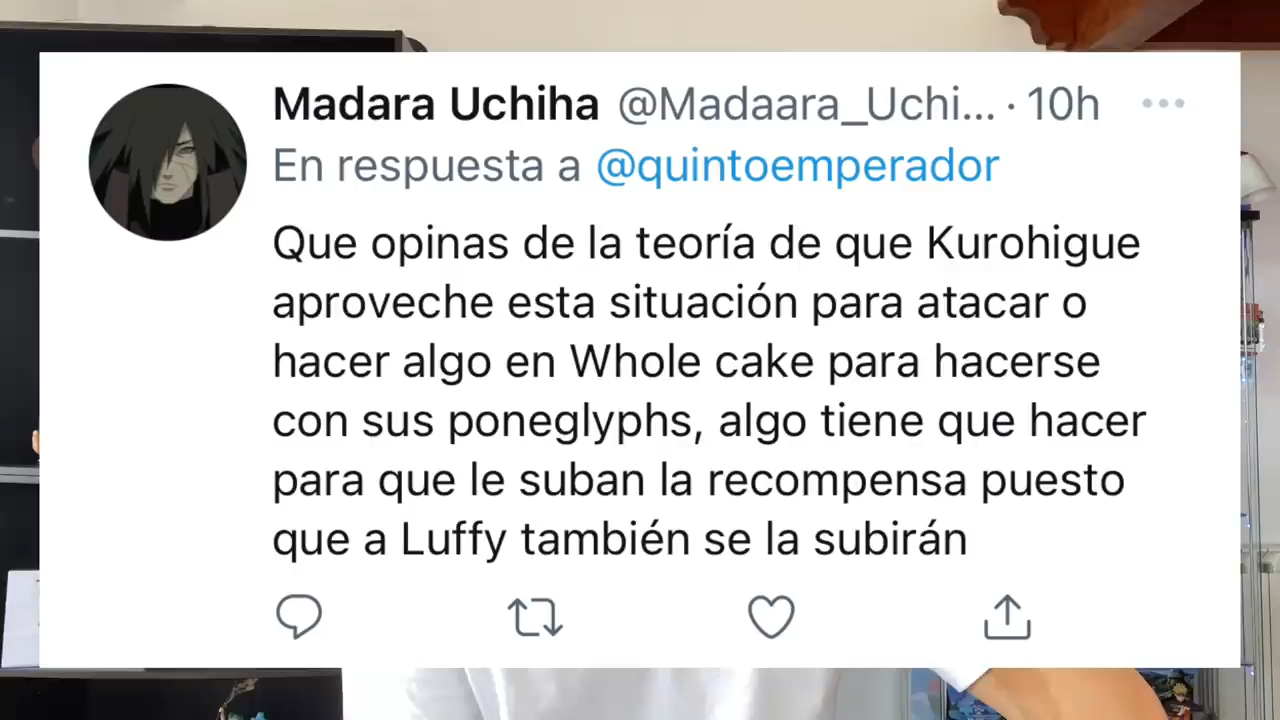 Madara Uchiha @Madaara_Uchi... · 10h
En respuesta a @quintoemperador
Que opinas de la teoría de que Kurohigue
aproveche esta situación para atacar o
hacer algo en Whole cake para hacerse
con sus poneglyphs, algo tiene que hacer
para que le suban la recompensa puesto
que a Luffy también se la subirán